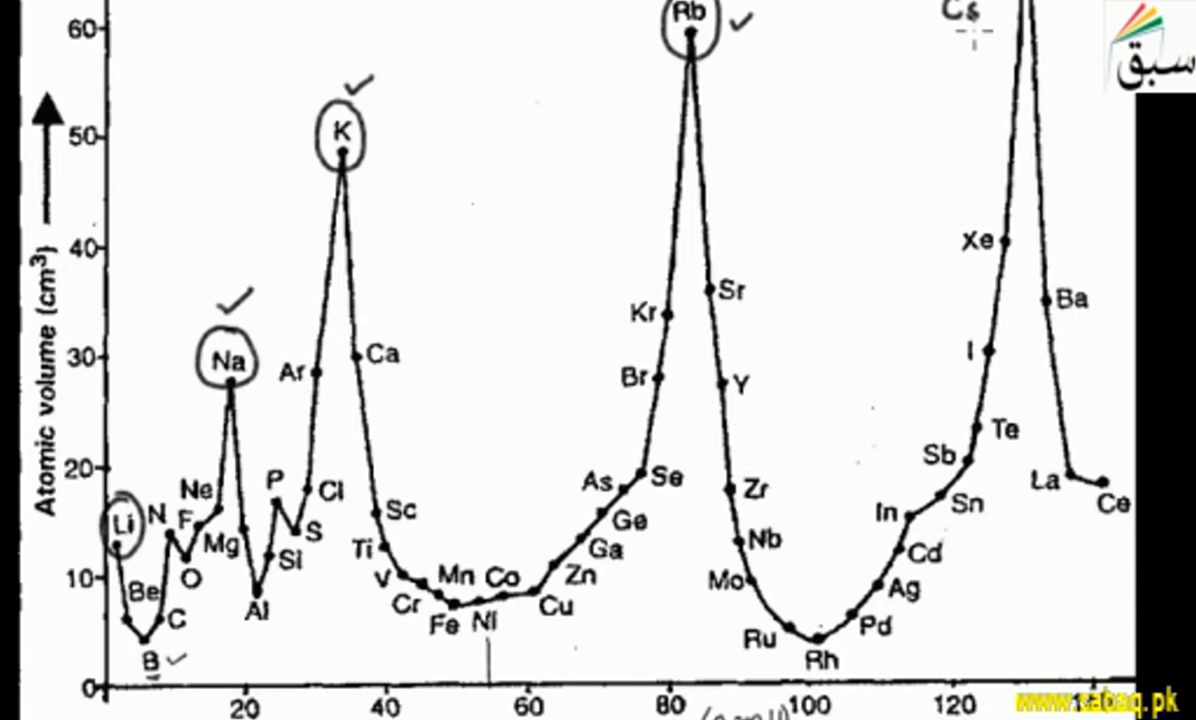 Rb
Cs
سبق
60
K
50
Atomic volume (cm³)
40
Xe
Sr
Kr
Ba
Na
Ar
Ca
30
I
Br
Y
Te
20
Sb
P
As
Se
La
Ne
Cl
Zr
Ce
Li
N
F
Sc
Ge
In
Sn
Mg
S
Ti
Ga
Nb
Cd
O
Si
10
Be
V
Mn
Co
Zn
Mo
Ag
C
Al
Cr
Fe
Ni
Cu
Ru
Pd
B
Rh
0
20
40
60
80
100
120
www.sabaq.pk